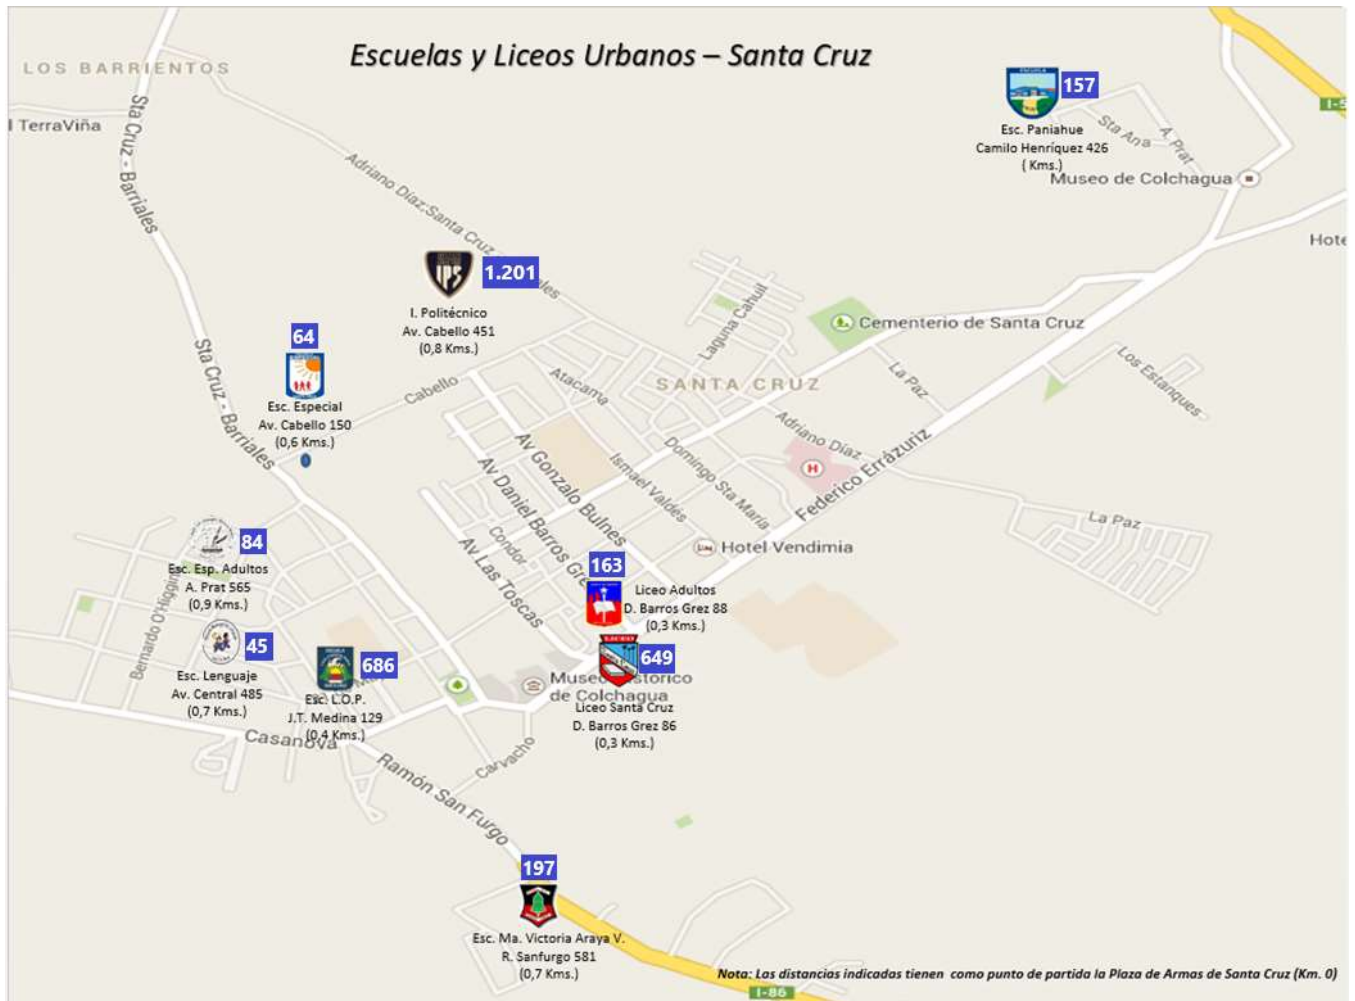 Escuelas y Liceos Urbanos – Santa Cruz
LOS BARRIENTOS
l TerraViña
Sta Cruz - Barriales
157
Esc. Paniahue
Camilo Henríquez 426
( Kms.)
Sta Ana
A. Prat
I-5
Museo de Colchagua
Hote
Adriano Díaz;Santa Cruz
ales
IPS
1.201
I. Politécnico
Av. Cabello 451
(0,8 Kms.)
64
Esc. Especial
Av. Cabello 150
(0,6 Kms.)
Sta Cruz - Barriales
Cabello
Atacama
Laguna Cahuil
Cementerio de Santa Cruz
SANTA CRUZ
La Paz
Los Estanques
Adriano Díaz
H
Federico Errázuriz
Domingo Sta María
Ismael Valdés
Av Gonzalo Bulnes
Av Daniel Barros Gre
Condor
Av Las Toscas
La Paz
Hotel Vendimia
84
Esc. Esp. Adultos
A. Prat 565
(0,9 Kms.)
Bernardo O'Higgin
45
Esc. Lenguaje
Av. Central 485
(0,7 Kms.)
686
Esc. L.O.P.
J.T. Medina 129
(0,4 Kms.)
163
Liceo Adultos
D. Barros Grez 88
(0,3 Kms.)
649
Museo Histórico
de Colchagua
Liceo Santa Cruz
D. Barros Grez 86
(0,3 Kms.)
Casanova
Carvacho
Ramón San Furgo
197
Esc. Ma. Victoria Araya V.
R. Sanfurgo 581
(0,7 Kms.)
Nota: Las distancias indicadas tienen como punto de partida la Plaza de Armas de Santa Cruz (Km. 0)
I-86